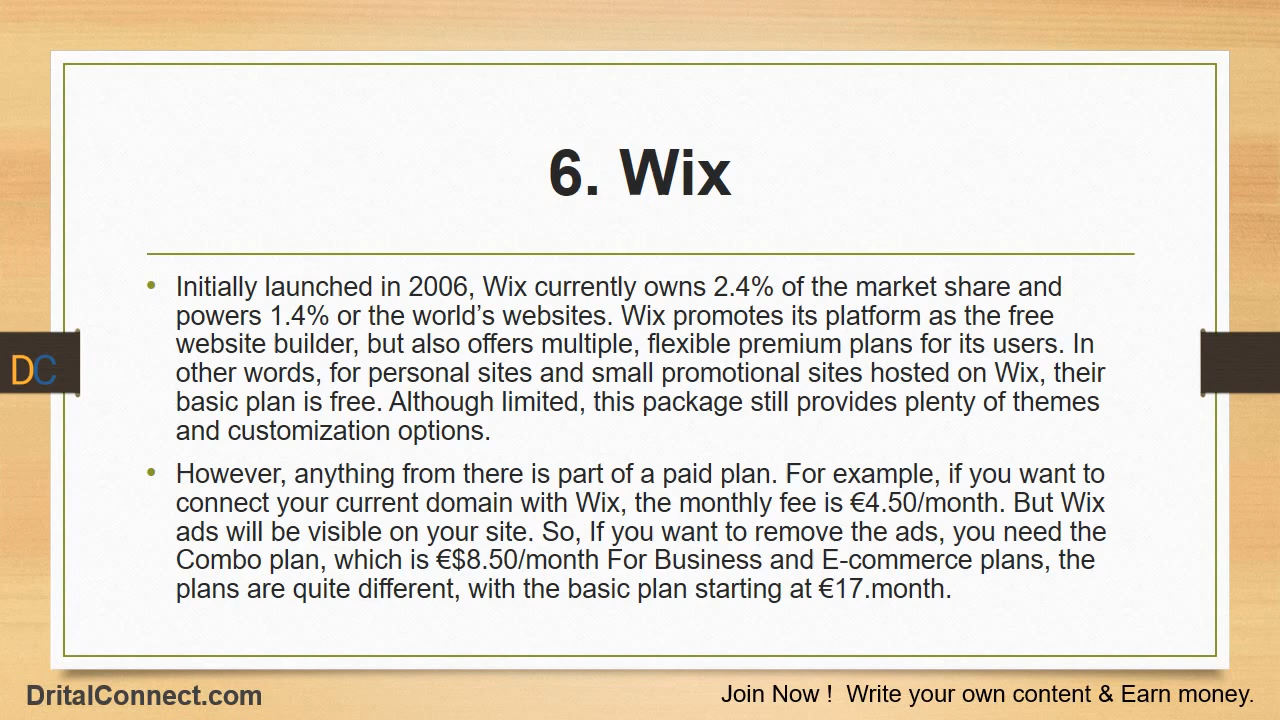 6. Wix
• Initially launched in 2006, Wix currently owns 2.4% of the market share and
powers 1.4% or the world’s websites. Wix promotes its platform as the free
website builder, but also offers multiple, flexible premium plans for its users. In
other words, for personal sites and small promotional sites hosted on Wix, their
basic plan is free. Although limited, this package still provides plenty of themes
and customization options.
• However, anything from there is part of a paid plan. For example, if you want to
connect your current domain with Wix, the monthly fee is €4.50/month. But Wix
ads will be visible on your site. So, If you want to remove the ads, you need the
Combo plan, which is €$8.50/month For Business and E-commerce plans, the
plans are quite different, with the basic plan starting at €17.month.
DC
DritalConnect.com
Join Now !  Write your own content & Earn money.